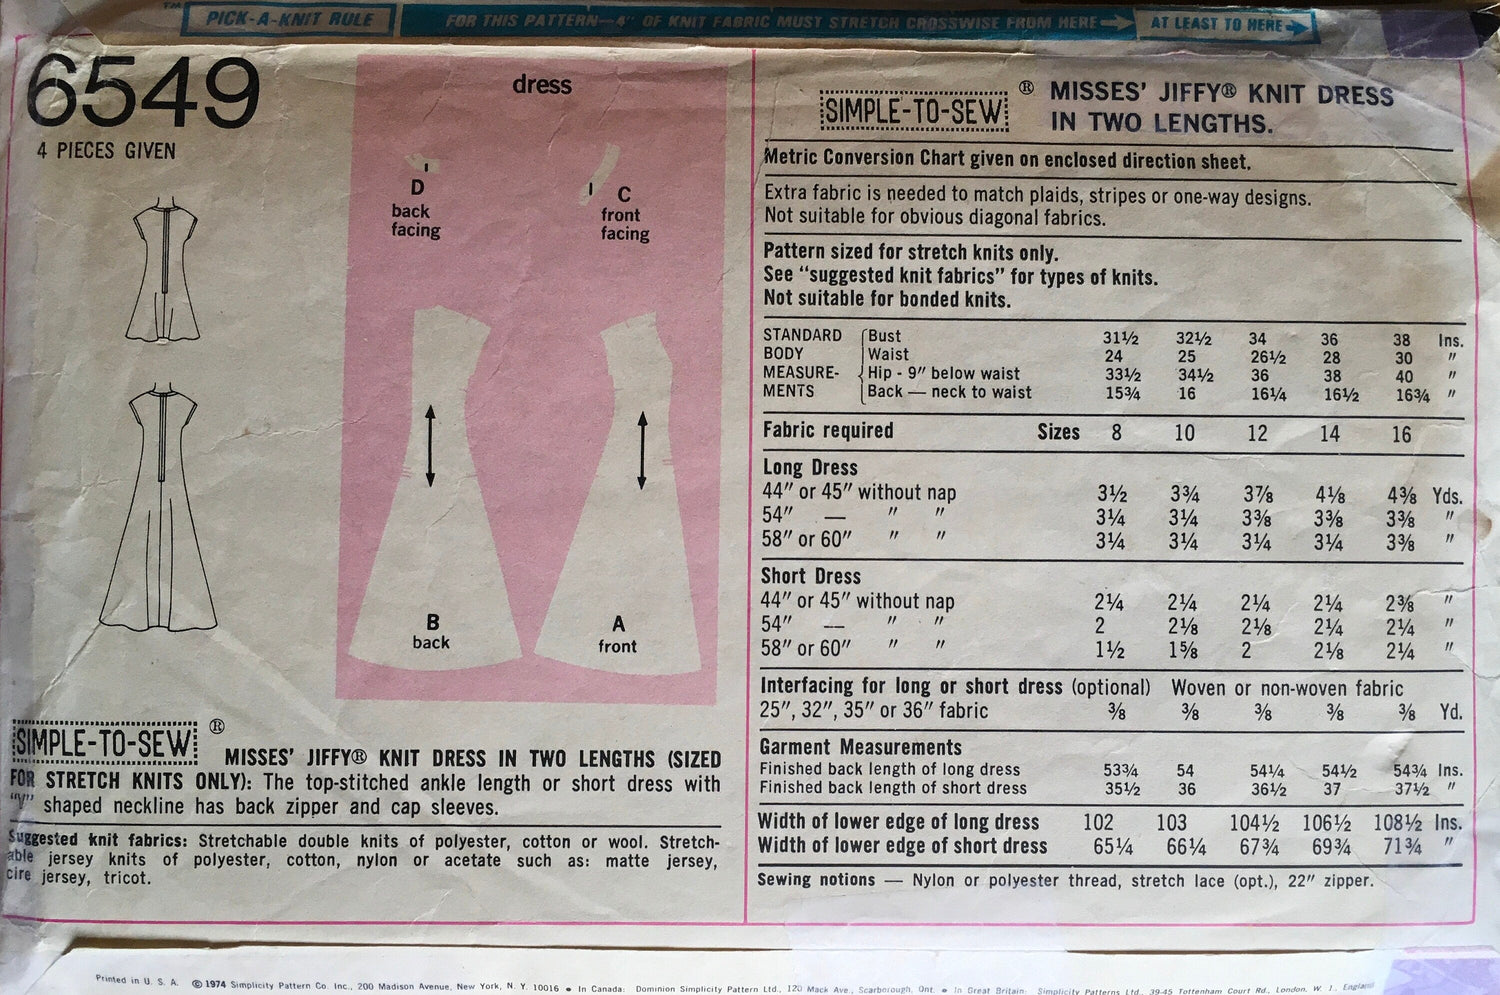 PICK-A-KNIT RULE
FOR THIS PATTERN—4" OF KNIT FABRIC MUST STRETCH CROSSWISE FROM HERE
AT LEAST TO HERE
TM
6549
4 PIECES GIVEN
dress
D
back
facing
C
front
facing
B
back
A
front
SIMPLE-TO-SEW ® MISSES' JIFFY® KNIT DRESS IN TWO LENGTHS (SIZED
FOR STRETCH KNITS ONLY): The top-stitched ankle length or short dress with
"V" shaped neckline has back zipper and cap sleeves.
Suggested knit fabrics: Stretchable double knits of polyester, cotton or wool. Stretch-
able jersey knits of polyester, cotton, nylon or acetate such as: matte jersey,
cire jersey, tricot.
SIMPLE-TO-SEW ® MISSES' JIFFY® KNIT DRESS
IN TWO LENGTHS.
Metric Conversion Chart given on enclosed direction sheet.
Extra fabric is needed to match plaids, stripes or one-way designs.
Not suitable for obvious diagonal fabrics.
Pattern sized for stretch knits only.
See "suggested knit fabrics" for types of knits.
Not suitable for bonded knits.
STANDARD Bust 31½ 32½ 34 36 38 Ins.
BODY Waist 24 25 26½ 28 30 "
MEASURE- Hip - 9" below waist 33½ 34½ 36 38 40 "
MENTS Back — neck to waist 15¾ 16 16¼ 16½ 16¾ "
Fabric required Sizes 8 10 12 14 16
Long Dress
44" or 45" without nap 3½ 3¾ 3⅞ 4⅛ 4⅜ Yds.
54" — " " 3¼ 3¼ 3⅜ 3⅜ 3⅜ "
58" or 60" " " 3¼ 3¼ 3¼ 3¼ 3⅜ "
Short Dress
44" or 45" without nap 2¼ 2¼ 2¼ 2¼ 2⅜ "
54" — " " 2 2⅛ 2⅛ 2¼ 2¼ "
58" or 60" " " 1½ 1⅝ 2 2⅛ 2¼ "
Interfacing for long or short dress (optional) Woven or non-woven fabric
25", 32", 35" or 36" fabric ⅜ ⅜ ⅜ ⅜ ⅜ Yd.
Garment Measurements
Finished back length of long dress 53¾ 54 54¼ 54½ 54¾ Ins.
Finished back length of short dress 35½ 36 36½ 37 37½ "
Width of lower edge of long dress 102 103 104½ 106½ 108½ Ins.
Width of lower edge of short dress 65¼ 66¼ 67¾ 69¾ 71¾ "
Sewing notions — Nylon or polyester thread, stretch lace (opt.), 22" zipper.
Printed in U. S. A. © 1974 Simplicity Pattern Co. Inc., 200 Madison Avenue, New York, N. Y. 10016 • In Canada: Dominion Simplicity Pattern Ltd., 120 Mack Ave., Scarborough, Ont. • In Great Britain: Simplicity Patterns Ltd., 39-45 Tottenham Court Rd., London, W. 1, England